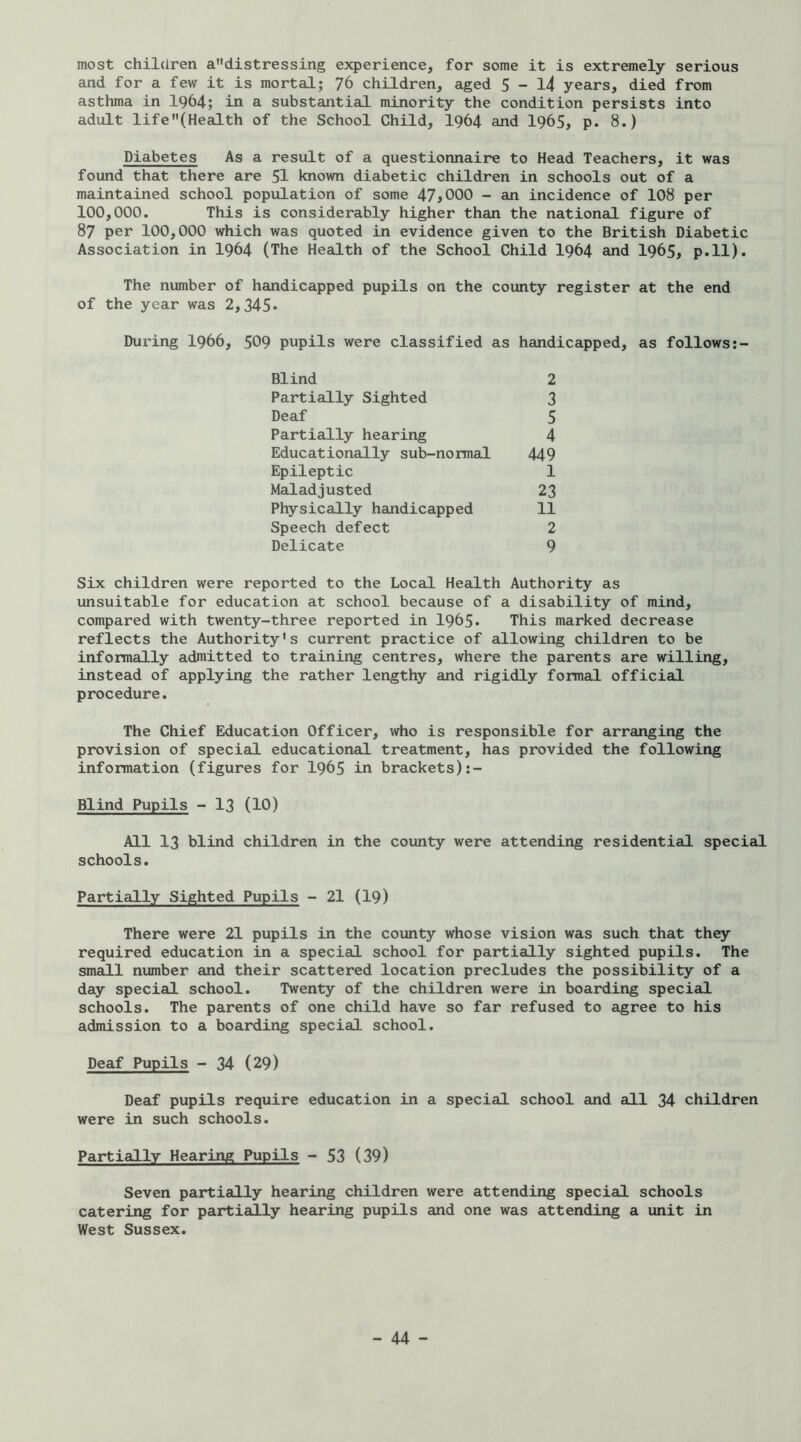 most children a"distressing experience, for some it is extremely serious
and for a few it is mortal; 76 children, aged 5 - 14 years, died from
asthma in 1964; in a substantial minority the condition persists into
adult life"(Health of the School Child, 1964 and 1965, p. 8.)
Diabetes As a result of a questionnaire to Head Teachers, it was
found that there are 51 known diabetic children in schools out of a
maintained school population of some 47,000 - an incidence of 108 per
100,000. This is considerably higher than the national figure of
87 per 100,000 which was quoted in evidence given to the British Diabetic
Association in 1964 (The Health of the School Child 1964 and 1965, p.11).
The number of handicapped pupils on the county register at the end
of the year was 2,345.
During 1966, 509 pupils were classified as handicapped, as follows:-
Blind 2
Partially Sighted 3
Deaf 5
Partially hearing 4
Educationally sub-normal 449
Epileptic 1
Maladjusted 23
Physically handicapped 11
Speech defect 2
Delicate 9
Six children were reported to the Local Health Authority as
unsuitable for education at school because of a disability of mind,
compared with twenty-three reported in 1965. This marked decrease
reflects the Authority's current practice of allowing children to be
informally admitted to training centres, where the parents are willing,
instead of applying the rather lengthy and rigidly formal official
procedure.
The Chief Education Officer, who is responsible for arranging the
provision of special educational treatment, has provided the following
information (figures for 1965 in brackets):-
Blind Pupils - 13 (10)
All 13 blind children in the county were attending residential special
schools.
Partially Sighted Pupils - 21 (19)
There were 21 pupils in the county whose vision was such that they
required education in a special school for partially sighted pupils. The
small number and their scattered location precludes the possibility of a
day special school. Twenty of the children were in boarding special
schools. The parents of one child have so far refused to agree to his
admission to a boarding special school.
Deaf Pupils - 34 (29)
Deaf pupils require education in a special school and all 34 children
were in such schools.
Partially Hearing Pupils - 53 (39)
Seven partially hearing children were attending special schools
catering for partially hearing pupils and one was attending a unit in
West Sussex.
- 44 -